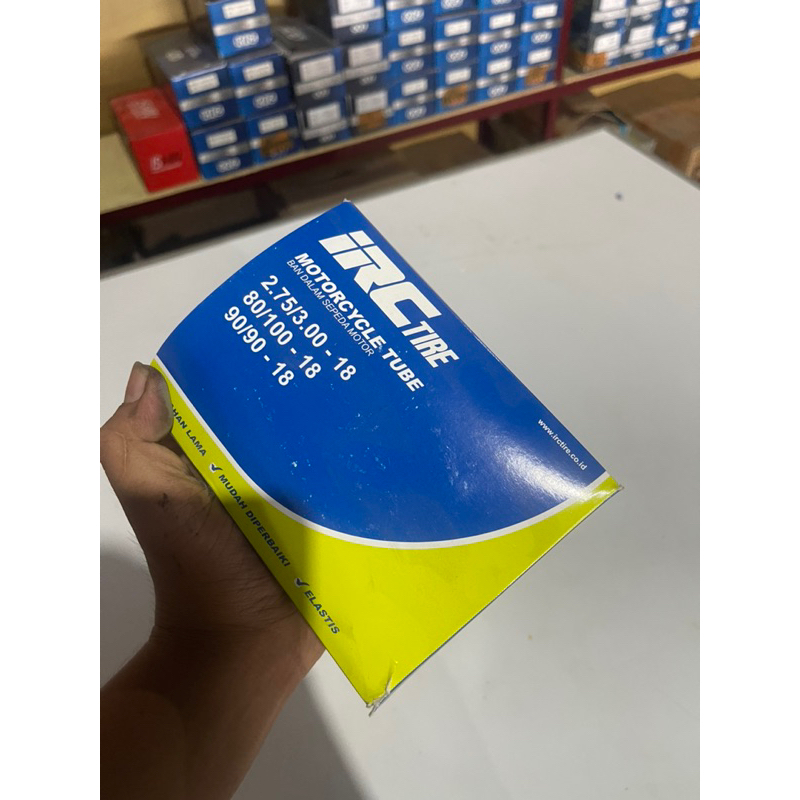 iRC TIRE
MOTORCYCLE TUBE
BAN DALAM SEPEDA MOTOR
2.75/3.00 - 18
80/100 - 18
90/90 - 18
www.irctire.co.id
LAMA
MUDAH DIPERBAIKI
ELASTIS